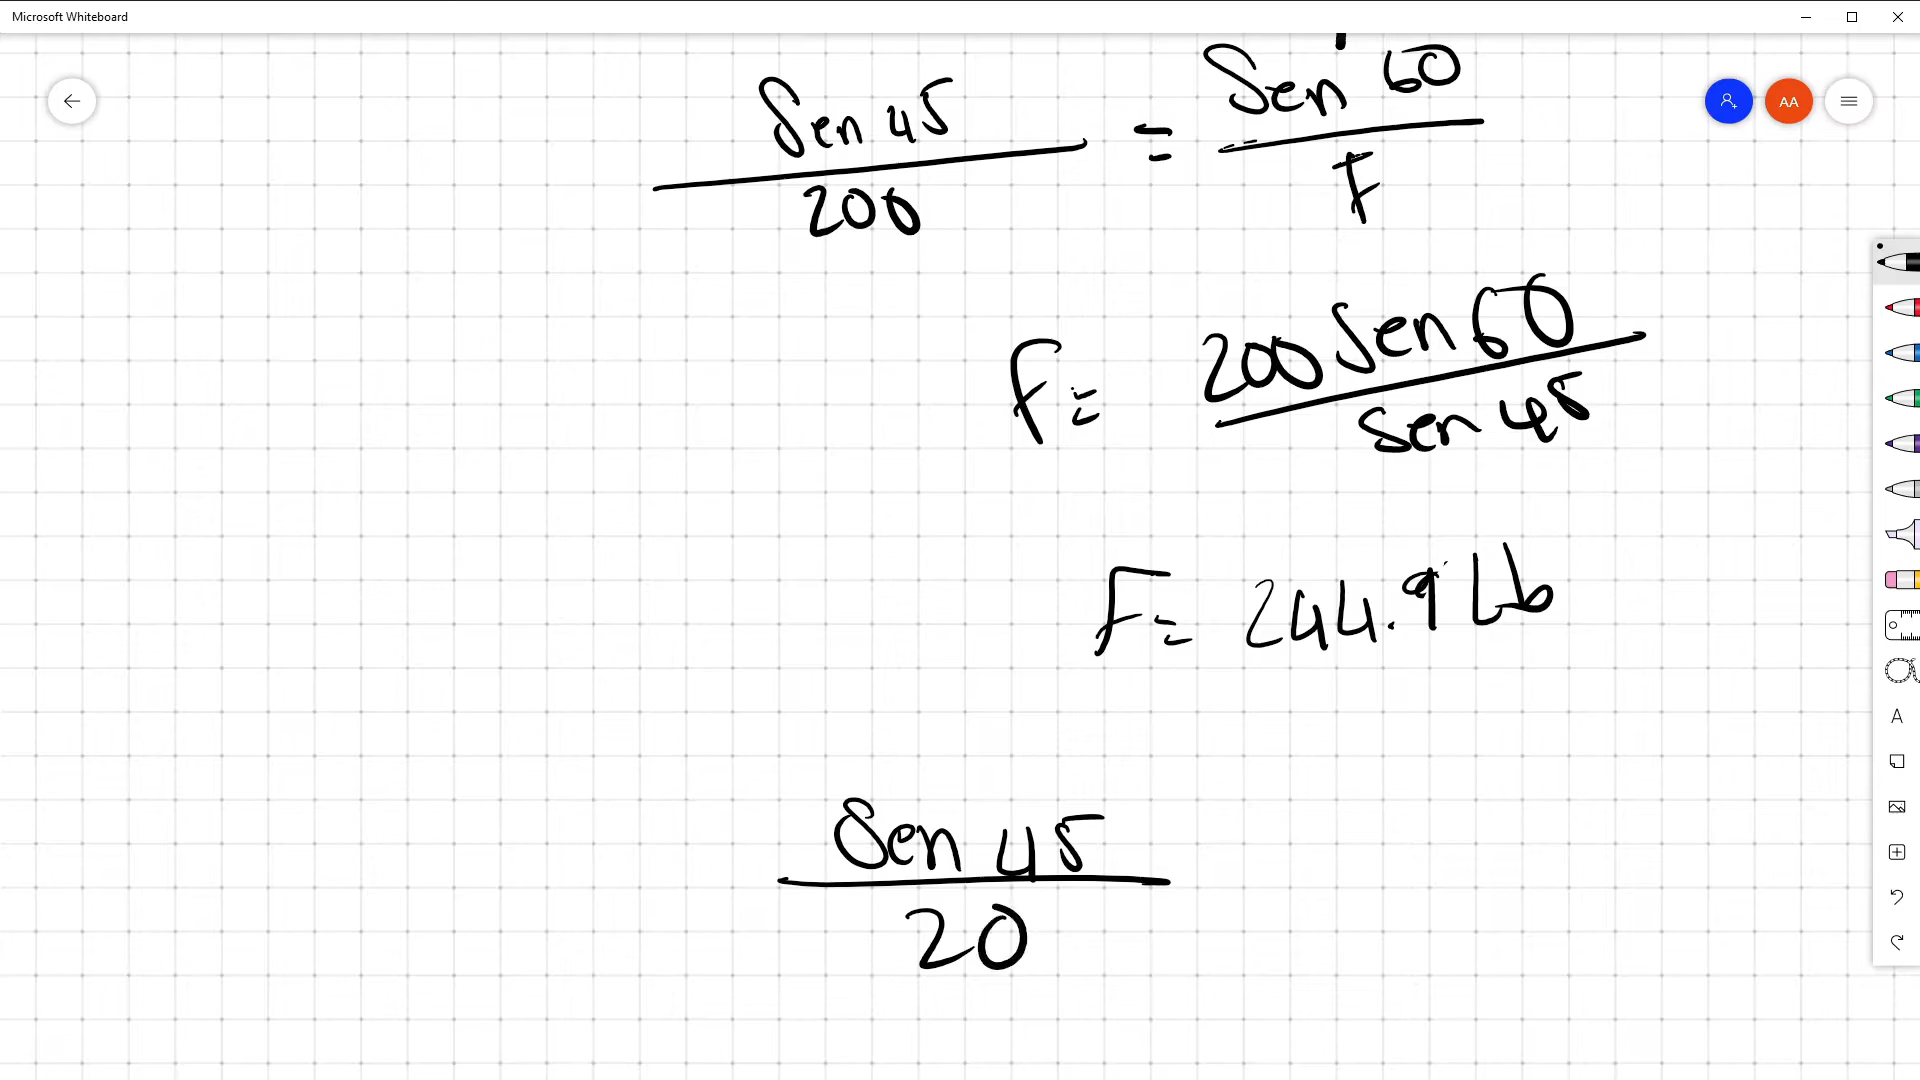 Microsoft Whiteboard
AA
Sen 45 / 200 = Sen 60 / F
F = 200 Sen 60 / Sen 45
F = 244.9 Lb
Sen 45 / 20
A